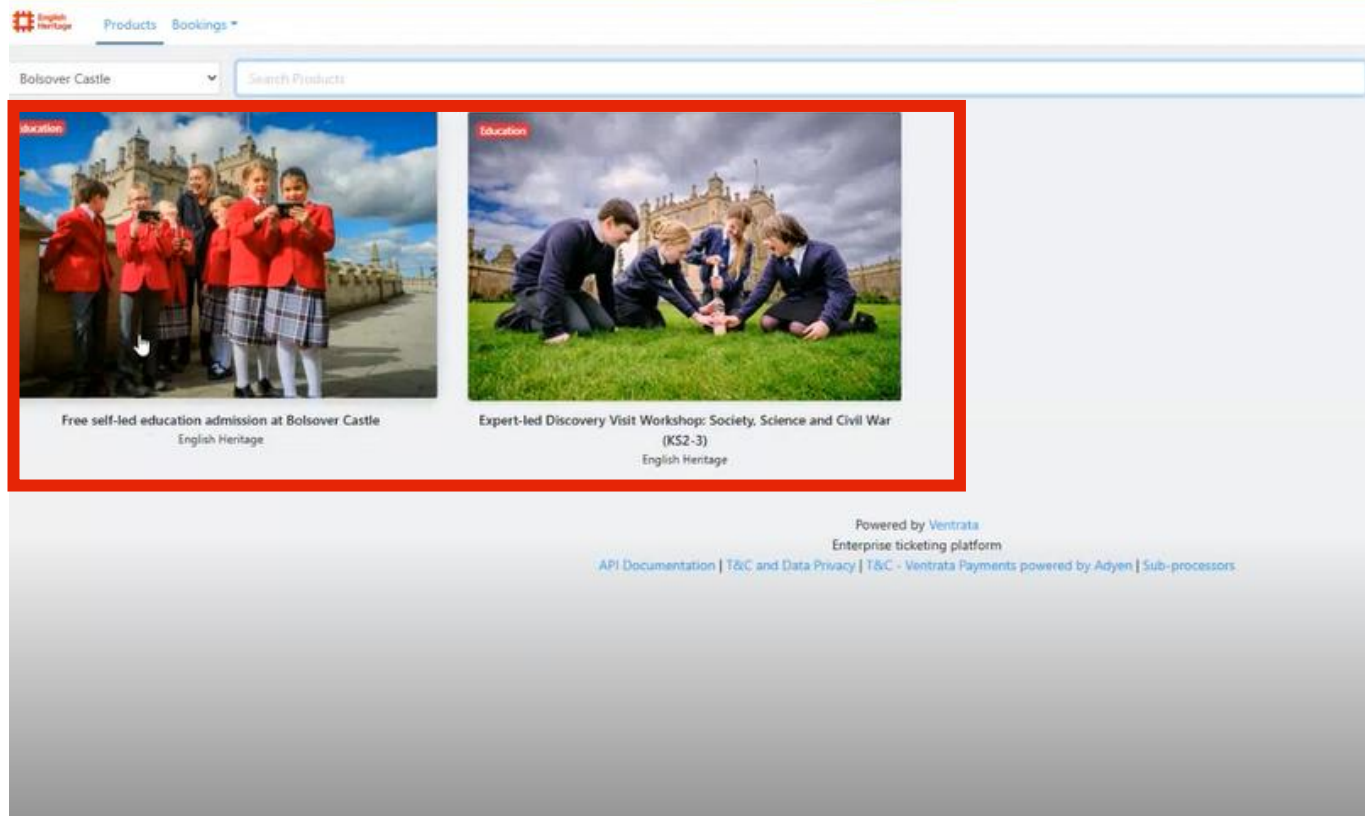 English
Heritage
Products Bookings
Bolsover Castle
Search Products
Education
Education
Free self-led education admission at Bolsover Castle
English Heritage
Expert-led Discovery Visit Workshop: Society, Science and Civil War
(KS2-3)
English Heritage
Powered by Ventrata
Enterprise ticketing platform
API Documentation | T&C and Data Privacy | T&C - Ventrata Payments powered by Adyen | Sub-processors